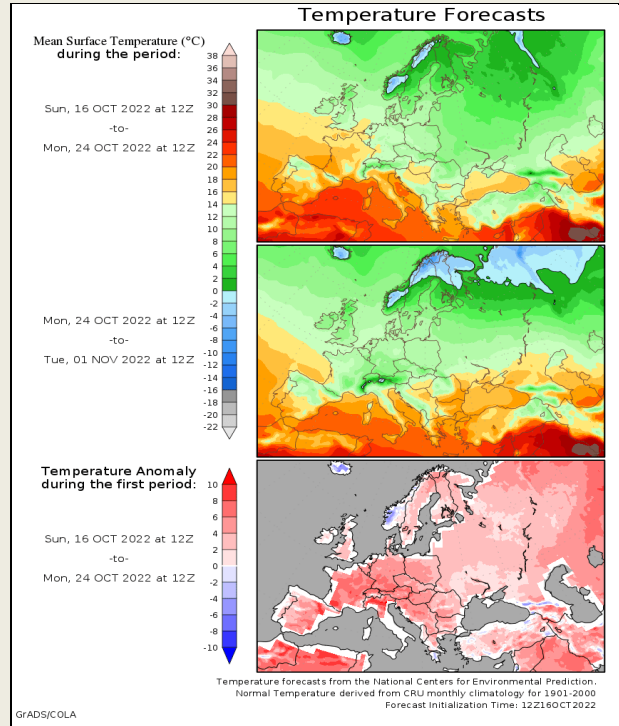 Temperature Forecasts
Mean Surface Temperature (°C)
during the period:
38
36
34
32
30
28
26
24
22
20
18
16
14
12
10
8
6
4
2
0
-2
-4
-6
-8
-10
-12
-14
-16
-18
-20
-22
Sun, 16 OCT 2022 at 12Z
-to-
Mon, 24 OCT 2022 at 12Z
Mon, 24 OCT 2022 at 12Z
-to-
Tue, 01 NOV 2022 at 12Z
Temperature Anomaly
during the first period:
10
8
6
4
2
0
-2
-4
-6
-8
-10
Sun, 16 OCT 2022 at 12Z
-to-
Mon, 24 OCT 2022 at 12Z
Temperature forecasts from the National Centers for Environmental Prediction.
Normal Temperature derived from CRU monthly climatology for 1901-2000
Forecast Initialization Time: 12Z16OCT2022
GrADS/COLA